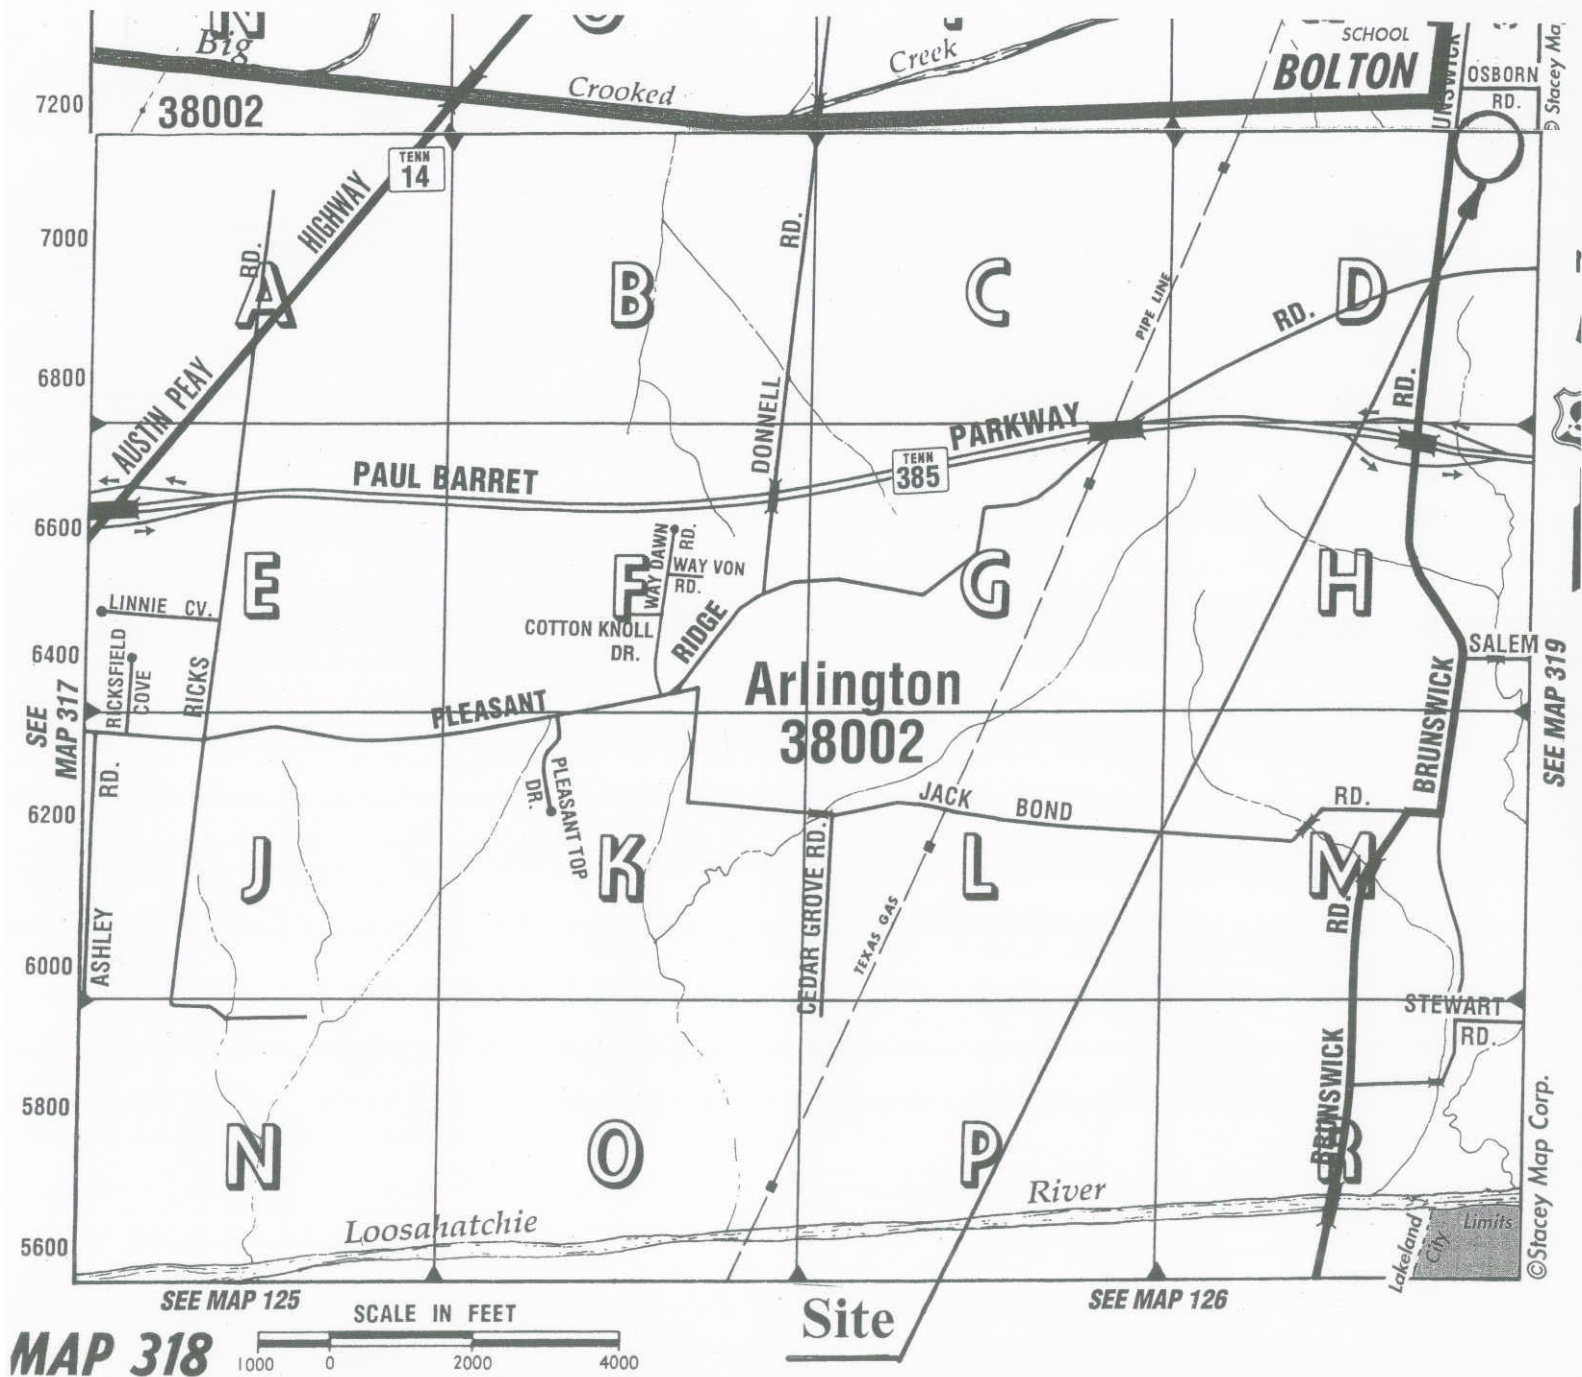 N
Big
Creek
SCHOOL
BOLTON
OSBORN
RD.
7200
38002
Crooked
© Stacey Ma
TENN
14
HIGHWAY
7000
RD.
A
B
RD.
C
D
PIPE LINE
RD.
6800
AUSTIN PEAY
DONNELL
RD.
PARKWAY
PAUL BARRET
TENN
385
6600
E
F
WAY DAWN
RD.
WAY VON
RD.
G
H
LINNIE CV.
COTTON KNOLL
DR.
RIDGE
6400
RICKSFIELD
COVE
RICKS
SALEM
SEE
MAP 317
PLEASANT
Arlington
38002
BRUNSWICK
SEE MAP 319
RD.
PLEASANT TOP
DR.
JACK BOND RD.
6200
J
K
CEDAR GROVE RD.
L
M
RD.
TEXAS GAS
6000
ASHLEY
STEWART
RD.
5800
BRUNSWICK
N
O
P
R
River
Loosahatchie
5600
Lakeland
City
Limits
©Stacey Map Corp.
SEE MAP 125
SEE MAP 126
Site
SCALE IN FEET
MAP 318
1000 0 2000 4000